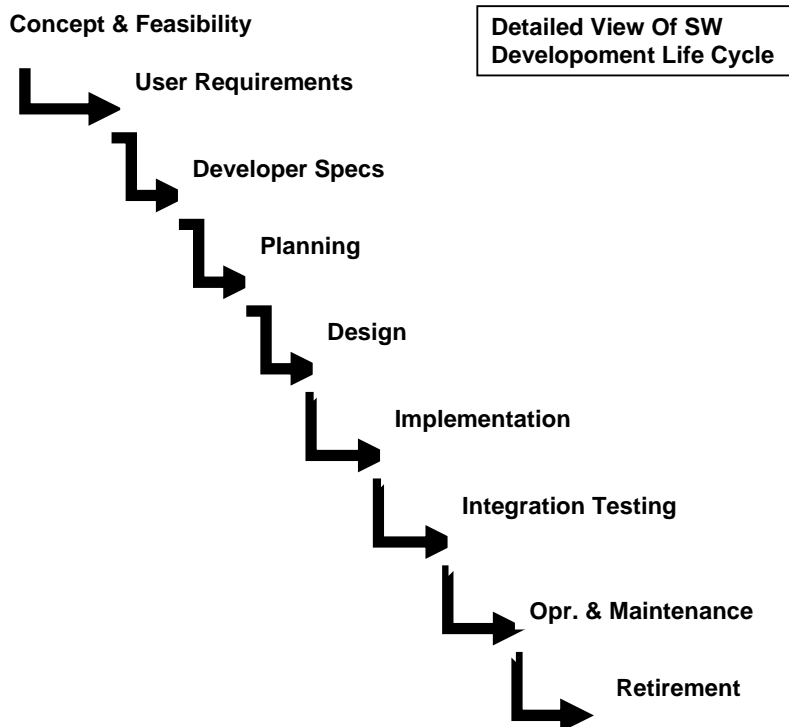 Concept & Feasibility
Detailed View Of SW
Developoment Life Cycle
User Requirements
Developer Specs
Planning
Design
Implementation
Integration Testing
Opr. & Maintenance
Retirement